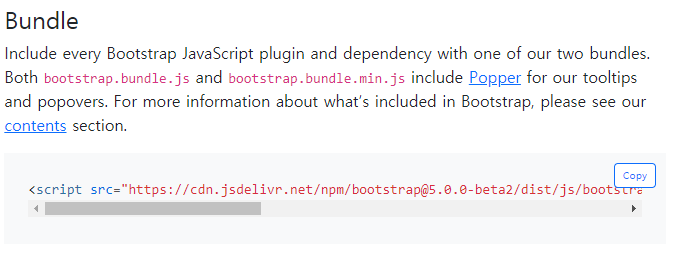 Bundle
Include every Bootstrap JavaScript plugin and dependency with one of our two bundles.
Both bootstrap.bundle.js and bootstrap.bundle.min.js include Popper for our tooltips
and popovers. For more information about what's included in Bootstrap, please see our
contents section.
Copy
<script src="https://cdn.jsdelivr.net/npm/bootstrap@5.0.0-beta2/dist/js/bootstra